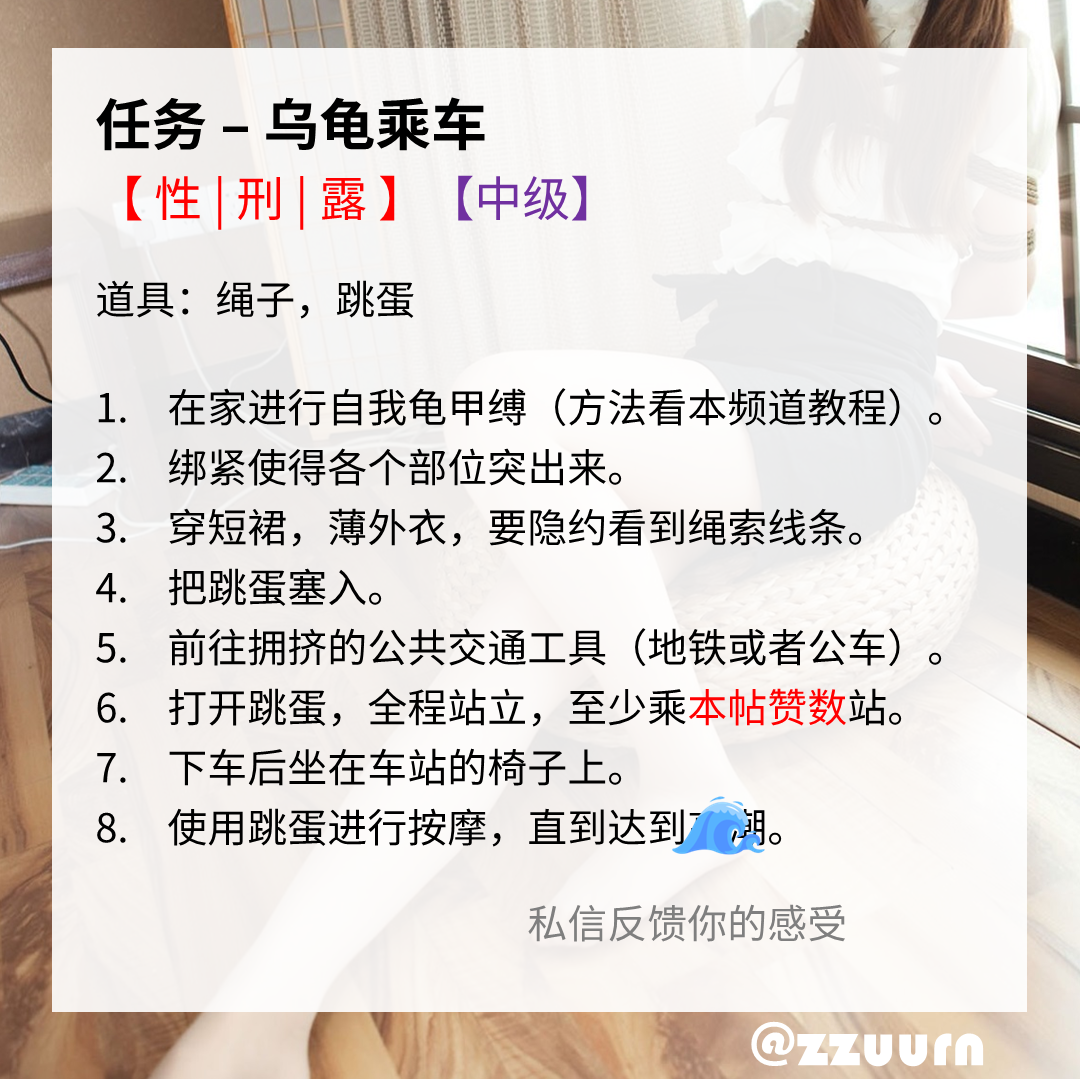 任务 – 乌龟乘车
【 性 | 刑 | 露 】 【中级】
道具：绳子，跳蛋
1. 在家进行自我龟甲缚（方法看本频道教程）。
2. 绑紧使得各个部位突出来。
3. 穿短裙，薄外衣，要隐约看到绳索线条。
4. 把跳蛋塞入。
5. 前往拥挤的公共交通工具（地铁或者公车）。
6. 打开跳蛋，全程站立，至少乘本帖赞数站。
7. 下车后坐在车站的椅子上。
8. 使用跳蛋进行按摩，直到达到潮。
私信反馈你的感受
@zzuurn